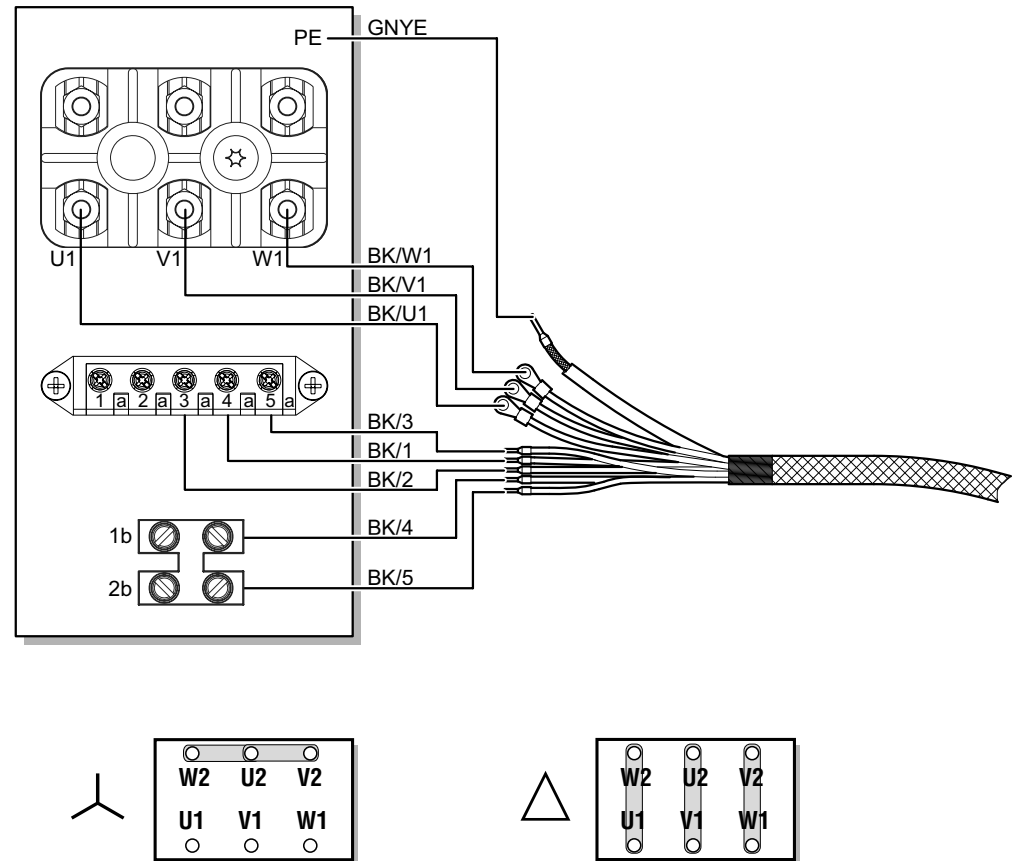 PE GNYE
U1 V1 W1
BK/W1
BK/V1
BK/U1
1 a 2 a 3 a 4 a 5 a
BK/3
BK/1
BK/2
1b BK/4
2b BK/5
W2 U2 V2
U1 V1 W1
W2 U2 V2
U1 V1 W1